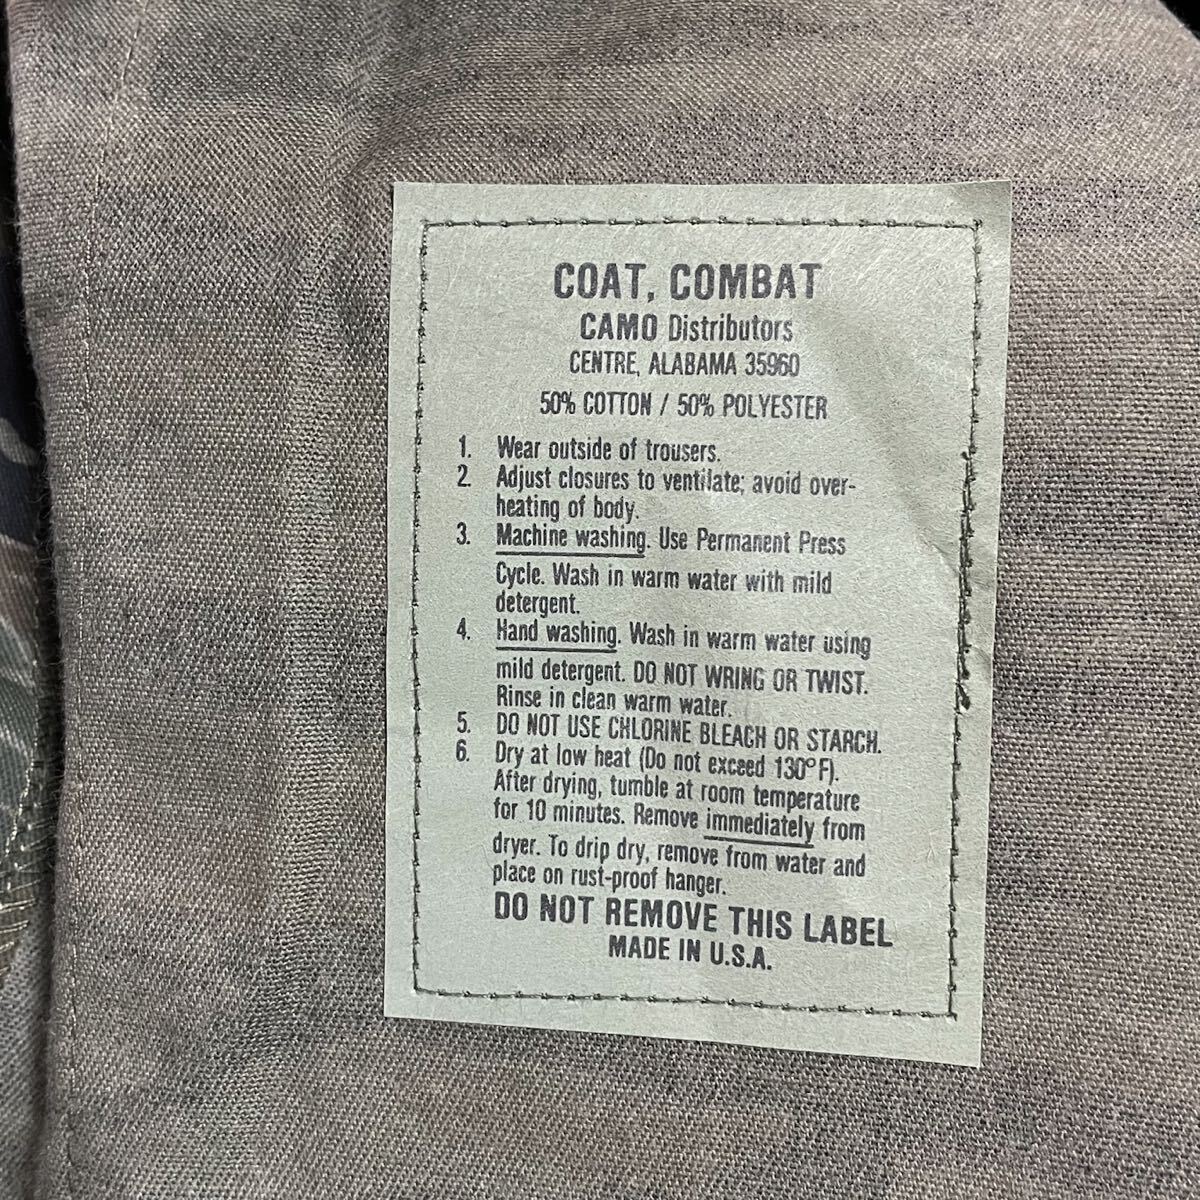 COAT, COMBAT
CAMO Distributors
CENTRE, ALABAMA 35960
50% COTTON / 50% POLYESTER
1. Wear outside of trousers.
2. Adjust closures to ventilate; avoid over-
heating of body.
3. Machine washing. Use Permanent Press
Cycle. Wash in warm water with mild
detergent.
4. Hand washing. Wash in warm water using
mild detergent. DO NOT WRING OR TWIST.
Rinse in clean warm water.
5. DO NOT USE CHLORINE BLEACH OR STARCH.
6. Dry at low heat (Do not exceed 130°F).
After drying, tumble at room temperature
for 10 minutes. Remove immediately from
dryer. To drip dry, remove from water and
place on rust-proof hanger.
DO NOT REMOVE THIS LABEL
MADE IN U.S.A.